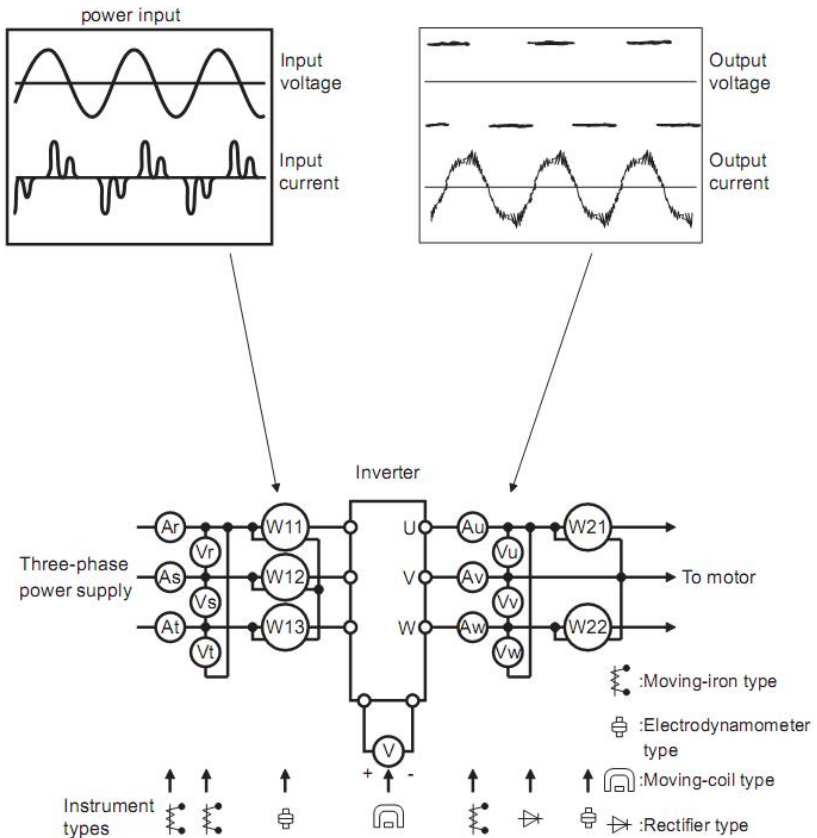 power input
Input
voltage
Input
current
Output
voltage
Output
current
Inverter
Three-phase
power supply
Ar
As
At
Vr
Vs
Vt
W11
W12
W13
U
V
W
Au
Av
Aw
Vu
Vv
Vw
W21
W22
To motor
V
+ -
Instrument
types
:Moving-iron type
:Electrodynamometer
type
:Moving-coil type
:Rectifier type